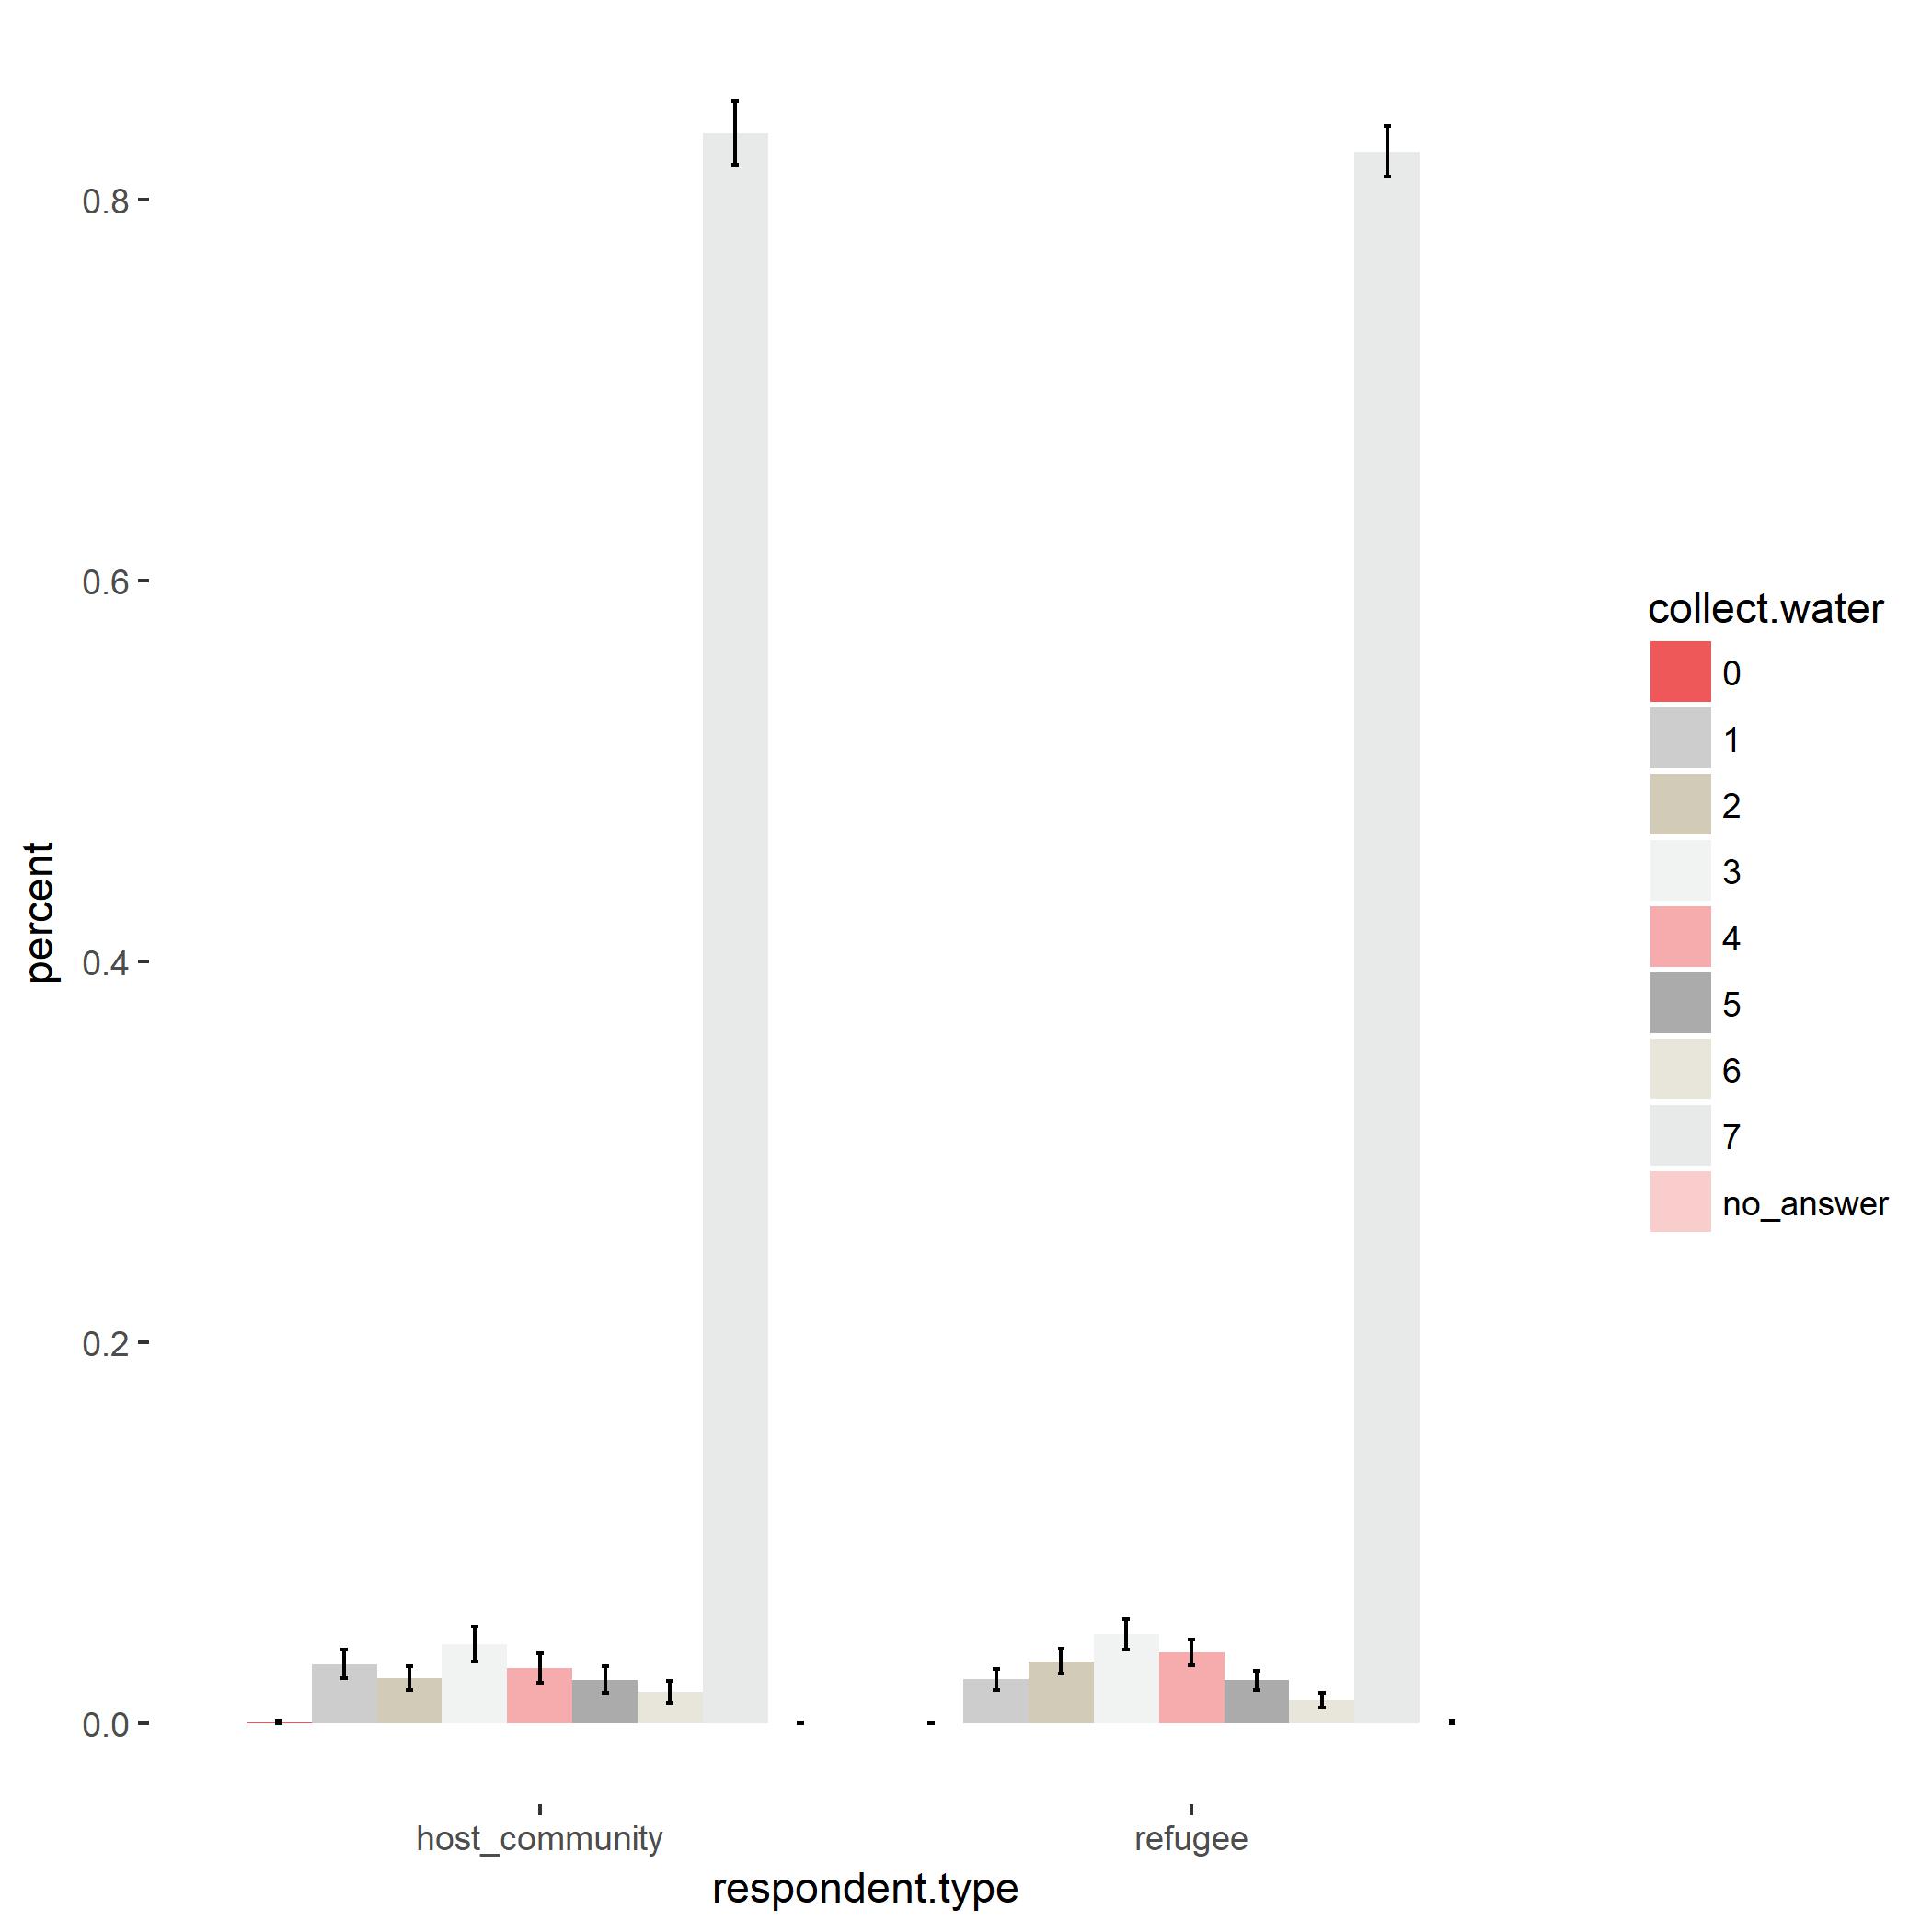 percent
0.8
0.6
0.4
0.2
0.0
host_community
refugee
respondent.type
collect.water
0
1
2
3
4
5
6
7
no_answer